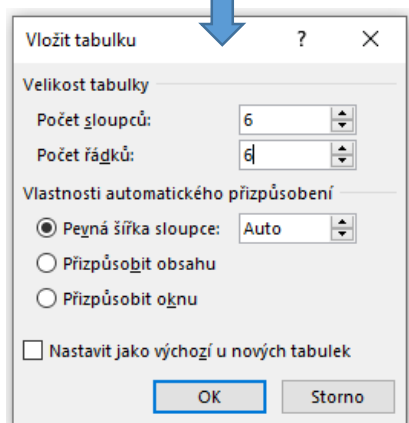 Vložit tabulku ? ×
Velikost tabulky
Počet sloupců: 6
Počet řádků: 6
Vlastnosti automatického přizpůsobení
Pevná šířka sloupce: Auto
Přizpůsobit obsahu
Přizpůsobit oknu
Nastavit jako výchozí u nových tabulek
OK Storno